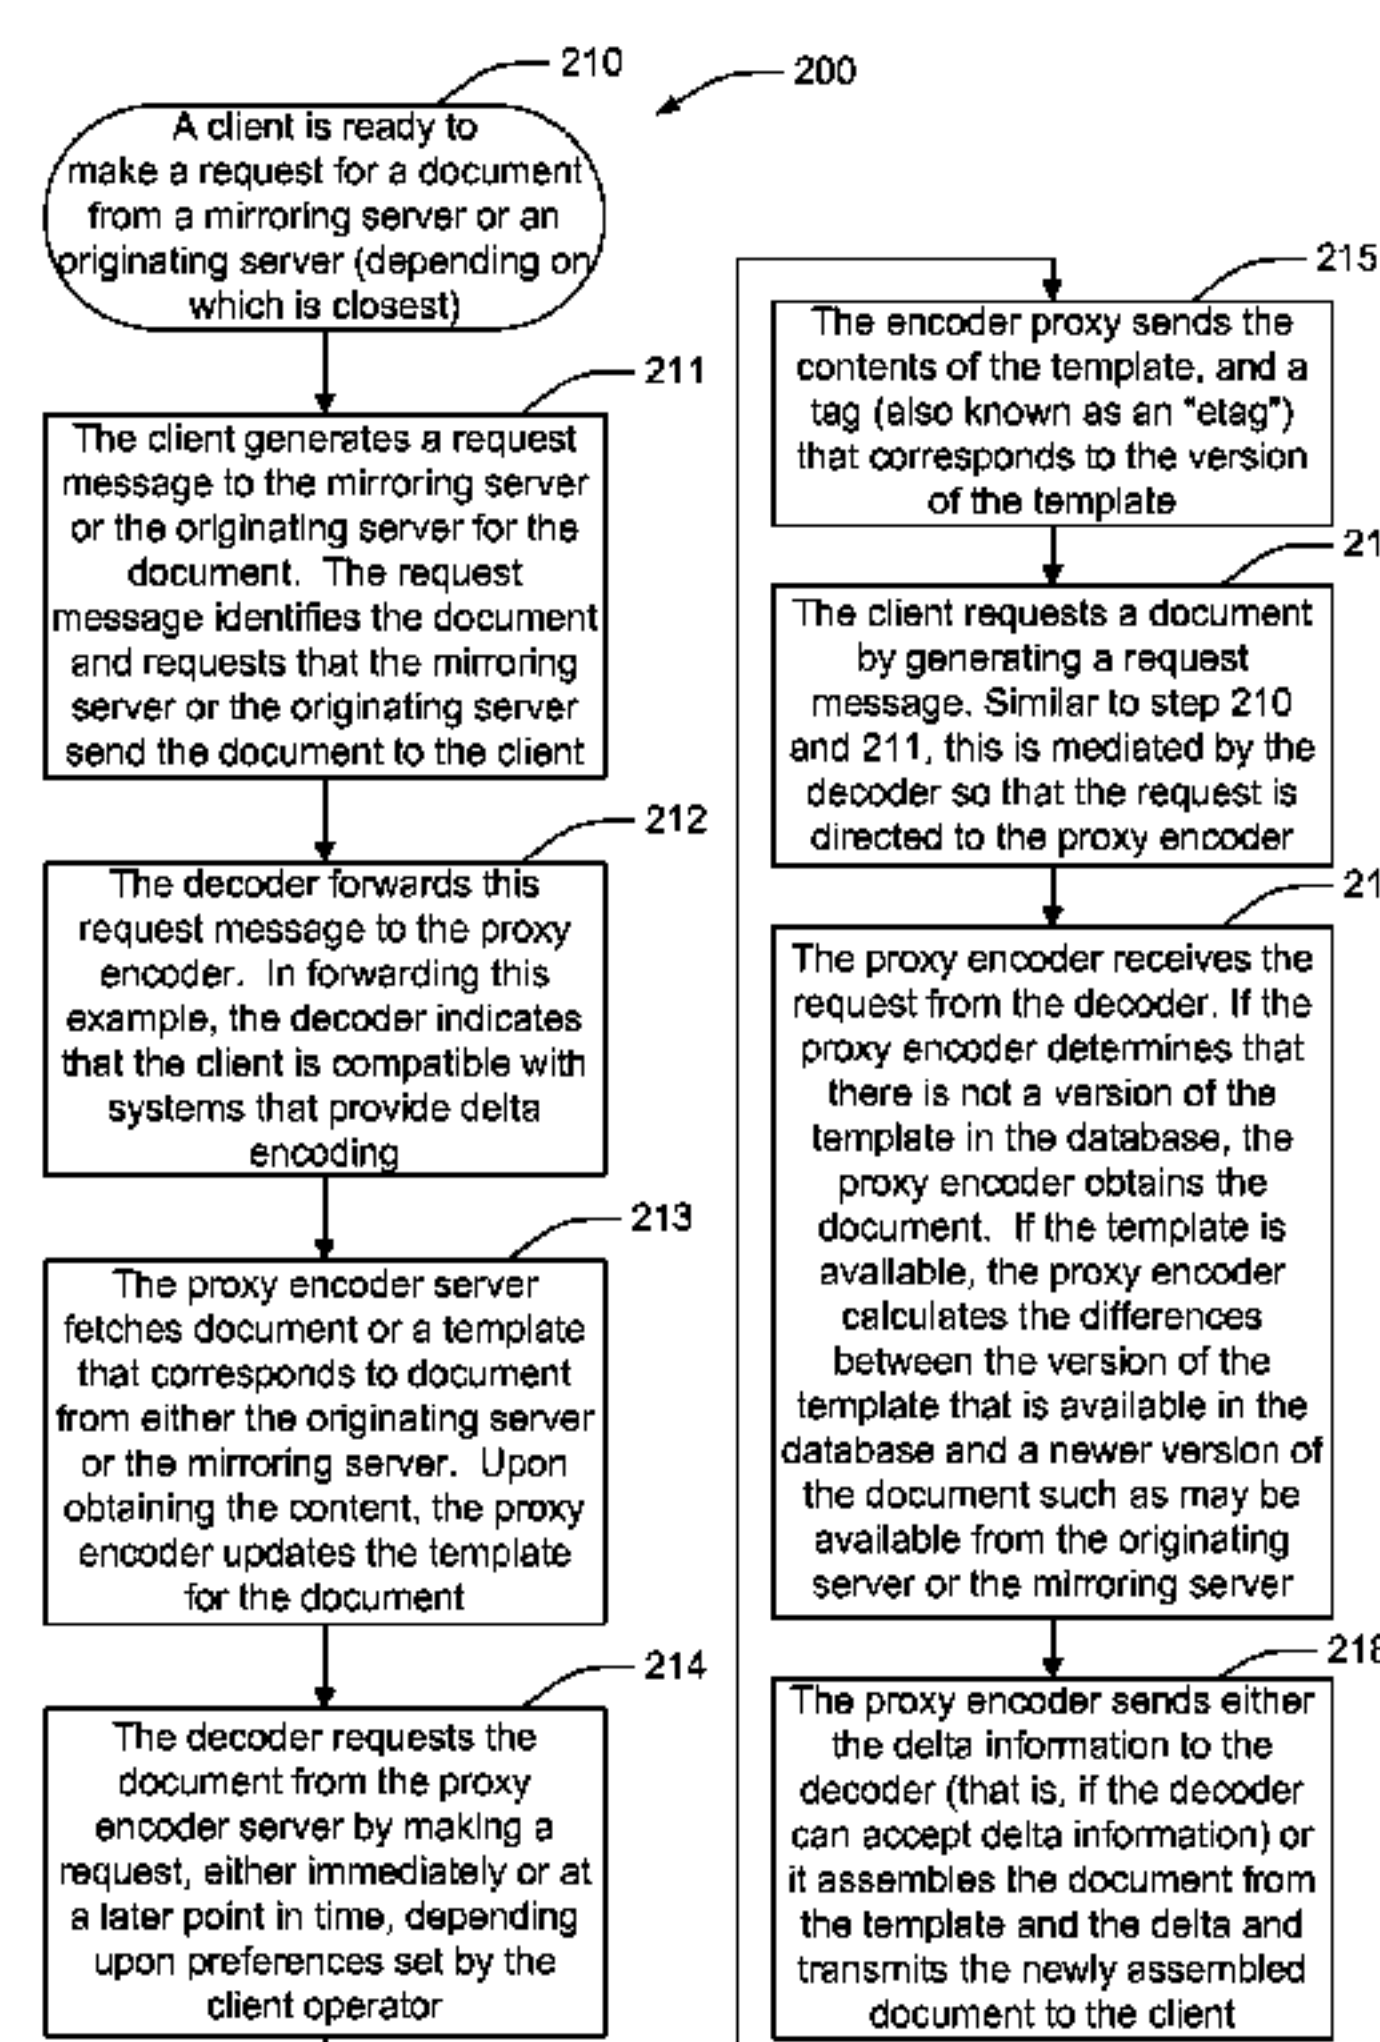 210
200
A client is ready to
make a request for a document
from a mirroring server or an
originating server (depending on
which is closest)
211
The client generates a request
message to the mirroring server
or the originating server for the
document. The request
message identifies the document
and requests that the mirroring
server or the originating server
send the document to the client
212
The decoder forwards this
request message to the proxy
encoder. In forwarding this
example, the decoder indicates
that the client is compatible with
systems that provide delta
encoding
213
The proxy encoder server
fetches document or a template
that corresponds to document
from either the originating server
or the mirroring server. Upon
obtaining the content, the proxy
encoder updates the template
for the document
214
The decoder requests the
document from the proxy
encoder server by making a
request, either immediately or at
a later point in time, depending
upon preferences set by the
client operator
215
The encoder proxy sends the
contents of the template, and a
tag (also known as an "etag")
that corresponds to the version
of the template
21
The client requests a document
by generating a request
message. Similar to step 210
and 211, this is mediated by the
decoder so that the request is
directed to the proxy encoder
21
The proxy encoder receives the
request from the decoder. If the
proxy encoder determines that
there is not a version of the
template in the database, the
proxy encoder obtains the
document. If the template is
available, the proxy encoder
calculates the differences
between the version of the
template that is available in the
database and a newer version of
the document such as may be
available from the originating
server or the mirroring server
218
The proxy encoder sends either
the delta information to the
decoder (that is, if the decoder
can accept delta information) or
it assembles the document from
the template and the delta and
transmits the newly assembled
document to the client